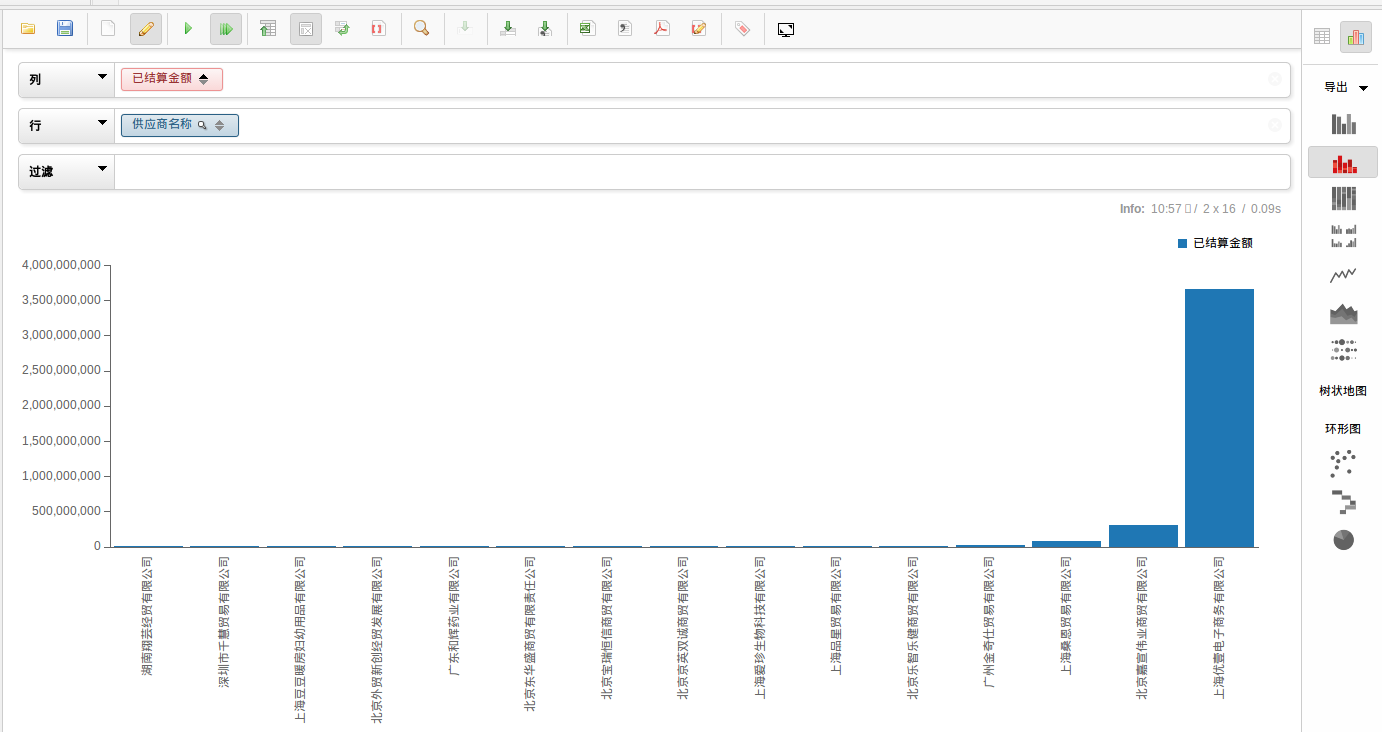 列 已结算金额
导出
行 供应商名称
过滤
Info: 10:57 / 2 x 16 / 0.09s
已结算金额
4,000,000,000
3,500,000,000
3,000,000,000
2,500,000,000
2,000,000,000
1,500,000,000
1,000,000,000
500,000,000
0
湖南翔芸经贸有限公司
深圳市千慧贸易有限公司
上海豆豆暖房妇幼用品有限公司
北京外贸新创经贸发展有限公司
广东和辉药业有限公司
北京东华盛商贸有限责任公司
北京宝瑞恒信商贸有限公司
北京京英双诚商贸有限公司
上海爱珍生物科技有限公司
上海品星贸易有限公司
北京乐智乐健商贸有限公司
广州金奇仕贸易有限公司
上海桑恩贸易有限公司
北京嘉宣伟业商贸有限公司
上海优壹电子商务有限公司
树状地图
环形图